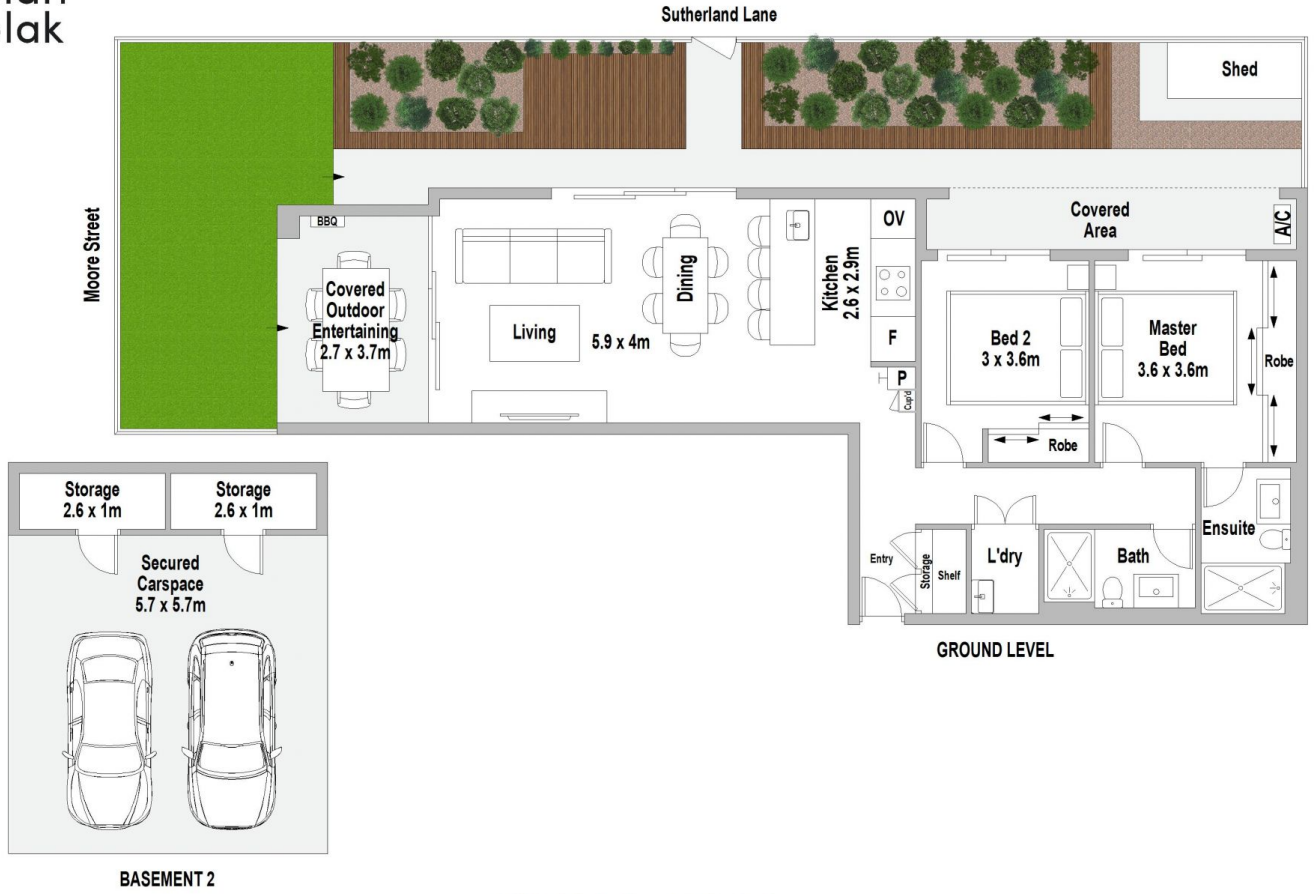 Sutherland Lane
Shed
Moore Street
BBQ
Covered
Outdoor
Entertaining
2.7 x 3.7m
Living
5.9 x 4m
Dining
Kitchen
2.6 x 2.9m
OV
F
P
Cup'd
Covered
Area
A/C
Bed 2
3 x 3.6m
Robe
Master
Bed
3.6 x 3.6m
Robe
Entry
Storage
Shelf
L'dry
Bath
Ensuite
GROUND LEVEL
Storage
2.6 x 1m
Storage
2.6 x 1m
Secured
Carspace
5.7 x 5.7m
BASEMENT 2